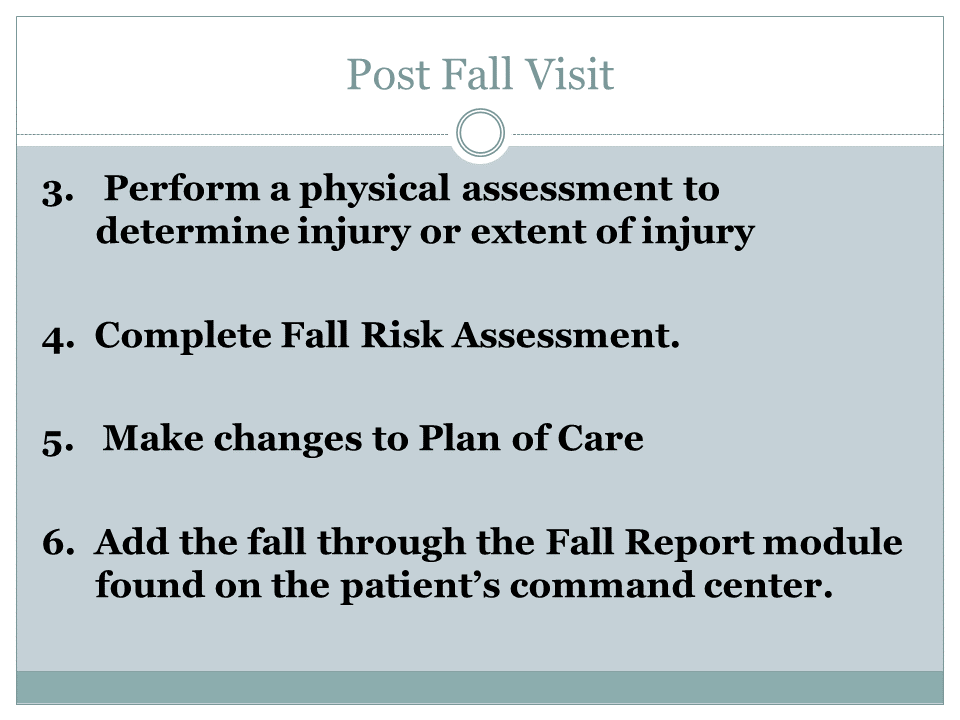 Post Fall Visit
3. Perform a physical assessment to
determine injury or extent of injury
4. Complete Fall Risk Assessment.
5. Make changes to Plan of Care
6. Add the fall through the Fall Report module
found on the patient’s command center.